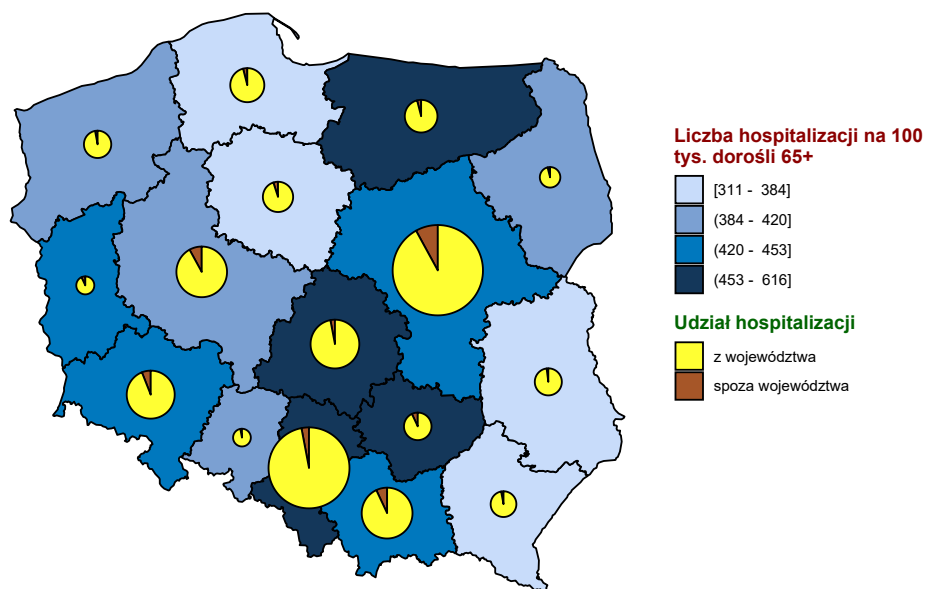 Liczba hospitalizacji na 100
tys. dorośli 65+
[311 - 384]
(384 - 420]
(420 - 453]
(453 - 616]
Udział hospitalizacji
z województwa
spoza województwa